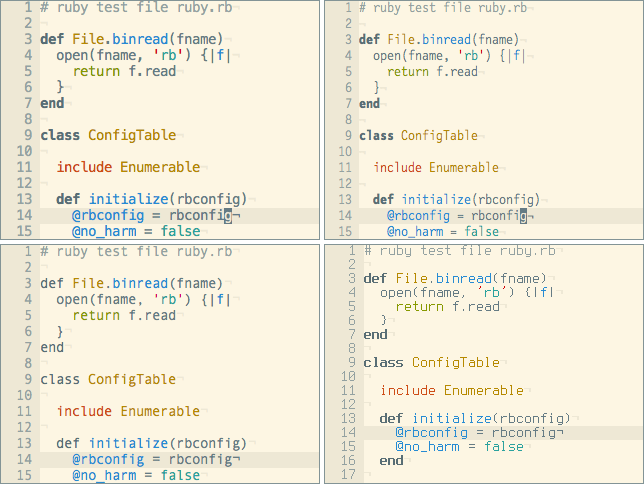 1 # ruby test file ruby.rb¬
2 ¬
3 def File.binread(fname)¬
4   open(fname, 'rb') {|f|¬
5     return f.read¬
6   }¬
7 end¬
8 ¬
9 class ConfigTable¬
10 ¬
11   include Enumerable¬
12 ¬
13   def initialize(rbconfig)¬
14     @rbconfig = rbconfig¬
15     @no_harm = false¬
1 # ruby test file ruby.rb¬
2 ¬
3 def File.binread(fname)¬
4   open(fname, 'rb') {|f|¬
5     return f.read¬
6   }¬
7 end¬
8 ¬
9 class ConfigTable¬
10 ¬
11   include Enumerable¬
12 ¬
13   def initialize(rbconfig)¬
14     @rbconfig = rbconfig¬
15     @no_harm = false¬
1 # ruby test file ruby.rb¬
2 ¬
3 def File.binread(fname)¬
4   open(fname, 'rb') {|f|¬
5     return f.read¬
6   }¬
7 end¬
8 ¬
9 class ConfigTable¬
10 ¬
11   include Enumerable¬
12 ¬
13   def initialize(rbconfig)¬
14     @rbconfig = rbconfig¬
15     @no_harm = false¬
1 # ruby test file ruby.rb¬
2 ¬
3 def File.binread(fname)¬
4   open(fname, 'rb') {|f|¬
5     return f.read¬
6   }¬
7 end¬
8 ¬
9 class ConfigTable¬
10 ¬
11   include Enumerable¬
12 ¬
13   def initialize(rbconfig)¬
14     @rbconfig = rbconfig¬
15     @no_harm = false¬
16   end¬
17 ¬